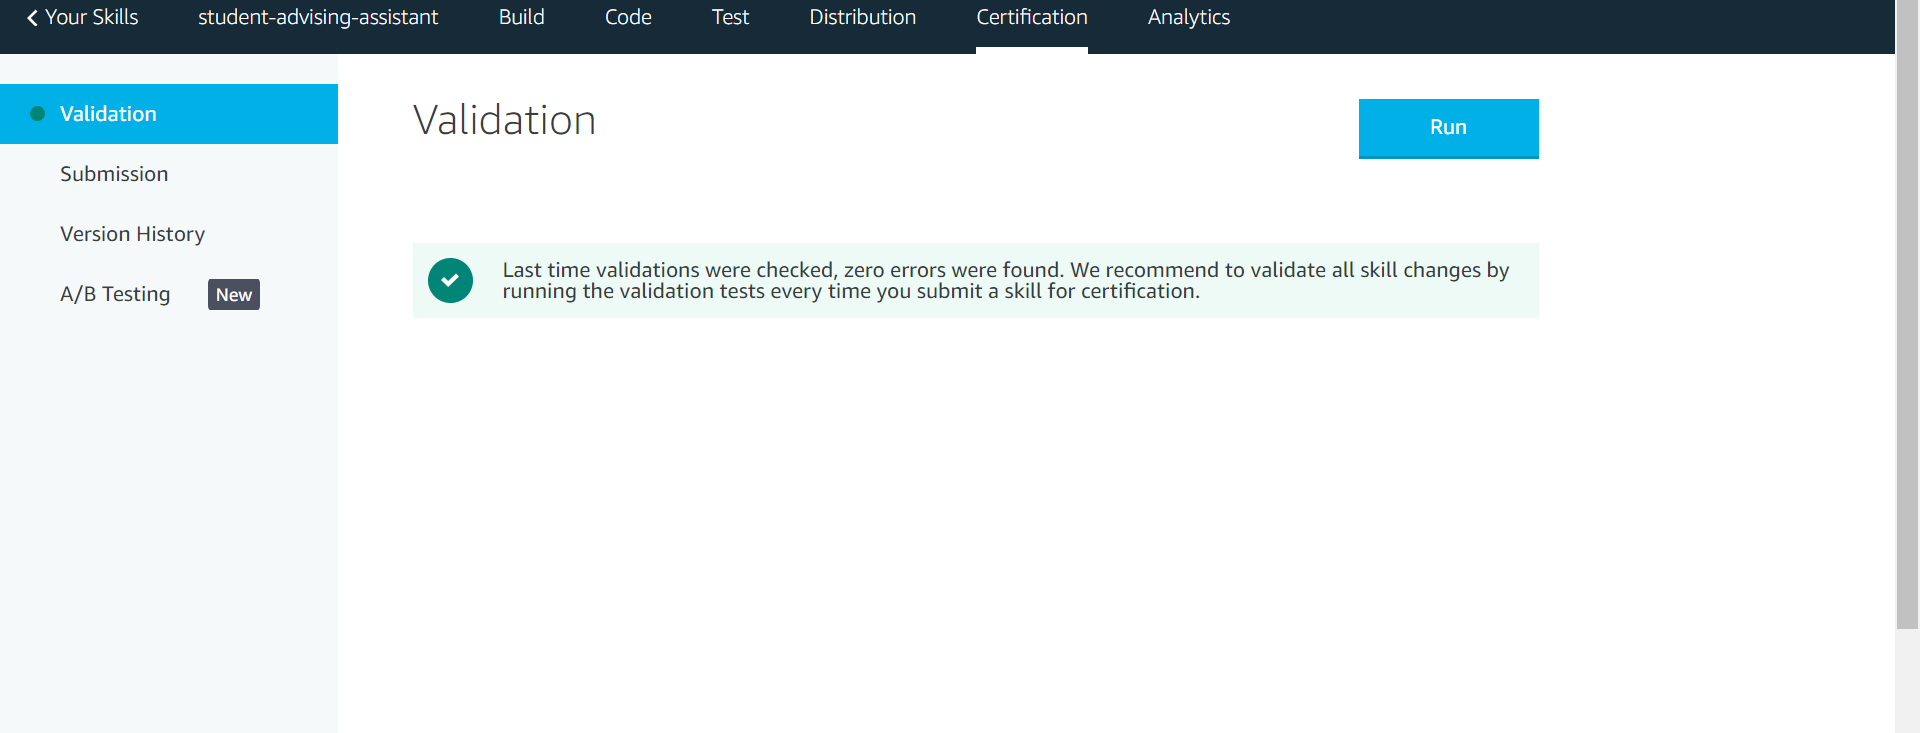 Your Skills student-advising-assistant Build Code Test Distribution Certification Analytics
Validation
Submission
Version History
A/B Testing New
Validation
Run
Last time validations were checked, zero errors were found. We recommend to validate all skill changes by
running the validation tests every time you submit a skill for certification.